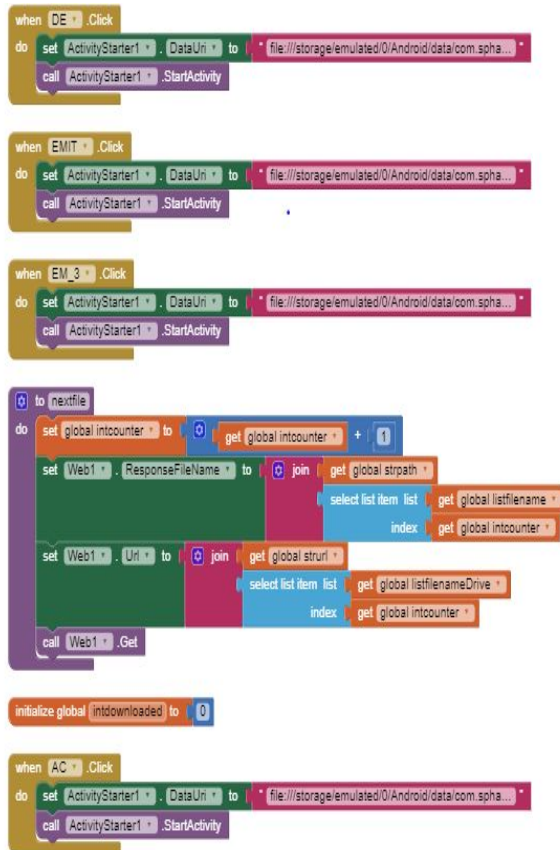 when DE .Click
do set ActivityStarter1 . DataUri to " file:///storage/emulated/0/Android/data/com.spha... "
call ActivityStarter1 .StartActivity
when EMIT .Click
do set ActivityStarter1 . DataUri to " file:///storage/emulated/0/Android/data/com.spha... "
call ActivityStarter1 .StartActivity
when EM_3 .Click
do set ActivityStarter1 . DataUri to " file:///storage/emulated/0/Android/data/com.spha... "
call ActivityStarter1 .StartActivity
to nextfile
do set global intcounter to get global intcounter + 1
set Web1 . ResponseFileName to join get global strpath
select list item list get global listfilename
index get global intcounter
set Web1 . Url to join get global strurl
select list item list get global listfilenameDrive
index get global intcounter
call Web1 .Get
initialize global intdownloaded to 0
when AC .Click
do set ActivityStarter1 . DataUri to " file:///storage/emulated/0/Android/data/com.spha... "
call ActivityStarter1 .StartActivity